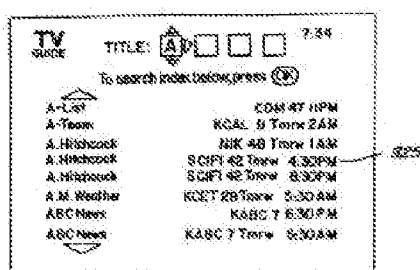 TV GUIDE TITLE: A 7:34
To search index below, press OK
A-List COM 47 11PM
A-Team KCAL 9 Tmrw 2AM
A.Hitchcock NIK 48 Tmrw 1AM
A.Hitchcock SCIFI 42 Tmrw 4:30PM 325
A.Hitchcock SCIFI 42 Tmrw 8:30PM
A.M. Weather KCET 28 Tmrw 5:30AM
ABC News KABC 7 6:30PM
ABC News KABC 7 Tmrw 5:30AM